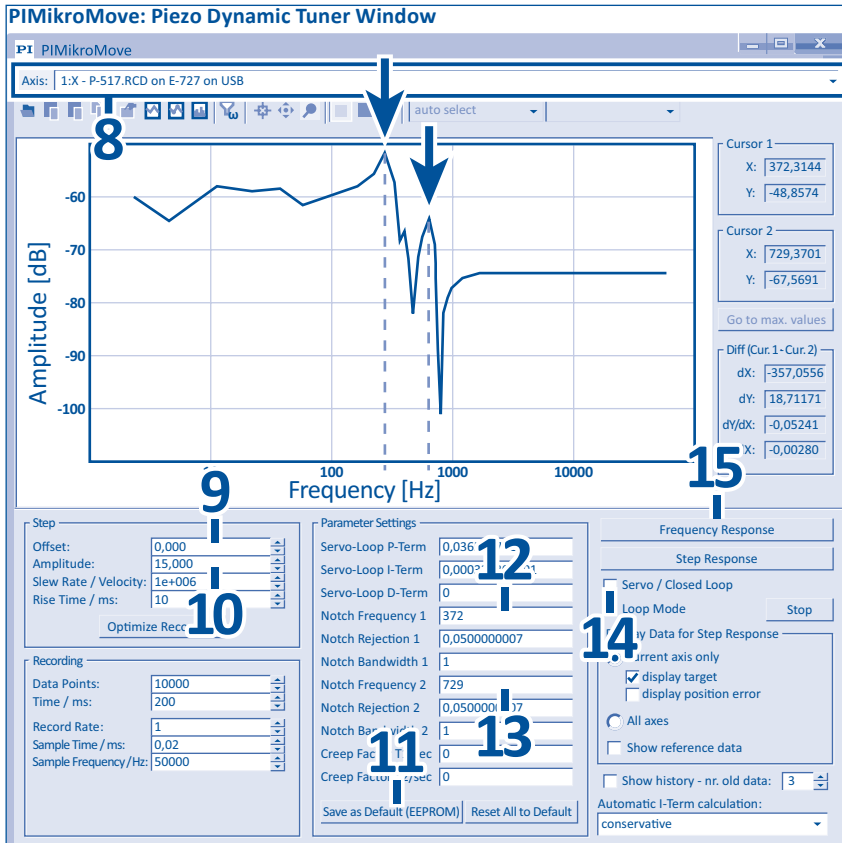 PIMikroMove: Piezo Dynamic Tuner Window
PI PIMikroMove
Axis: 1:X - P-517.RCD on E-727 on USB
8
auto select
Amplitude [dB]
-60
-70
-80
-90
-100
100
1000
10000
Frequency [Hz]
Cursor 1
X: 372,3144
Y: -48,8574
Cursor 2
X: 729,3701
Y: -67,5691
Go to max. values
Diff (Cur. 1 - Cur. 2)
dX: -357,0556
dY: 18,71171
dY/dX: -0,05241
-0,00280
9
10
11
12
13
14
15
Step
Offset: 0,000
Amplitude: 15,000
Slew Rate / Velocity: 1e+006
Rise Time / ms: 10
Optimize
Recording
Data Points: 10000
Time / ms: 200
Record Rate: 1
Sample Time / ms: 0,02
Sample Frequency / Hz: 50000
Parameter Settings
Servo-Loop P-Term
Servo-Loop I-Term
Servo-Loop D-Term 0
Notch Frequency 1 372
Notch Rejection 1 0,0500000007
Notch Bandwidth 1 1
Notch Frequency 2 729
Notch Rejection 2
Notch 2 1
Creep 0
Creep 0
Save as Default (EEPROM) Reset All to Default
Frequency Response
Step Response
Servo / Closed Loop
Loop Mode Stop
Data for Step Response
axis only
display target
display position error
All axes
Show reference data
Show history - nr. old data: 3
Automatic I-Term calculation:
conservative